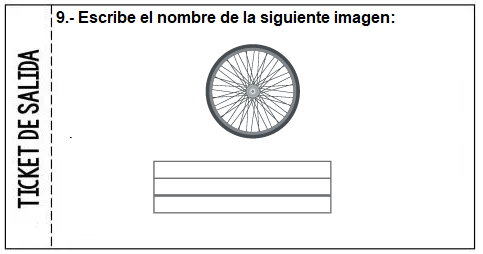 9.- Escribe el nombre de la siguiente imagen:
TICKET DE SALIDA